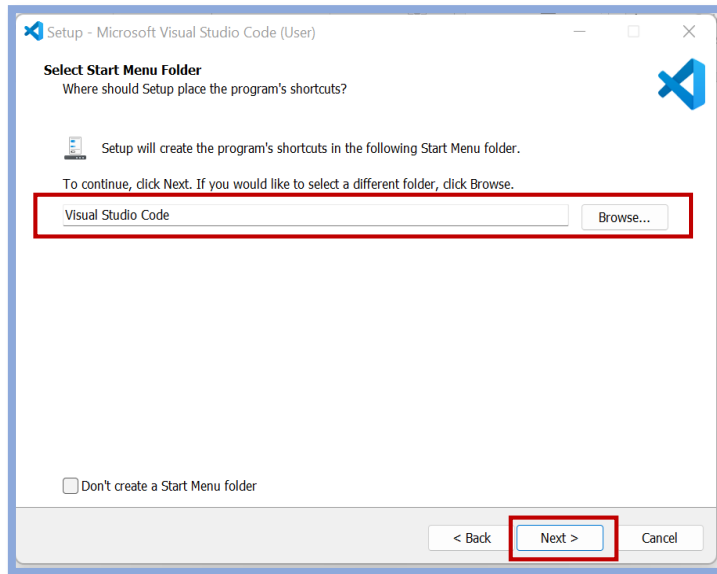 Setup - Microsoft Visual Studio Code (User)
Select Start Menu Folder
Where should Setup place the program's shortcuts?
Setup will create the program's shortcuts in the following Start Menu folder.
To continue, click Next. If you would like to select a different folder, click Browse.
Visual Studio Code
Browse...
Don't create a Start Menu folder
< Back
Next >
Cancel